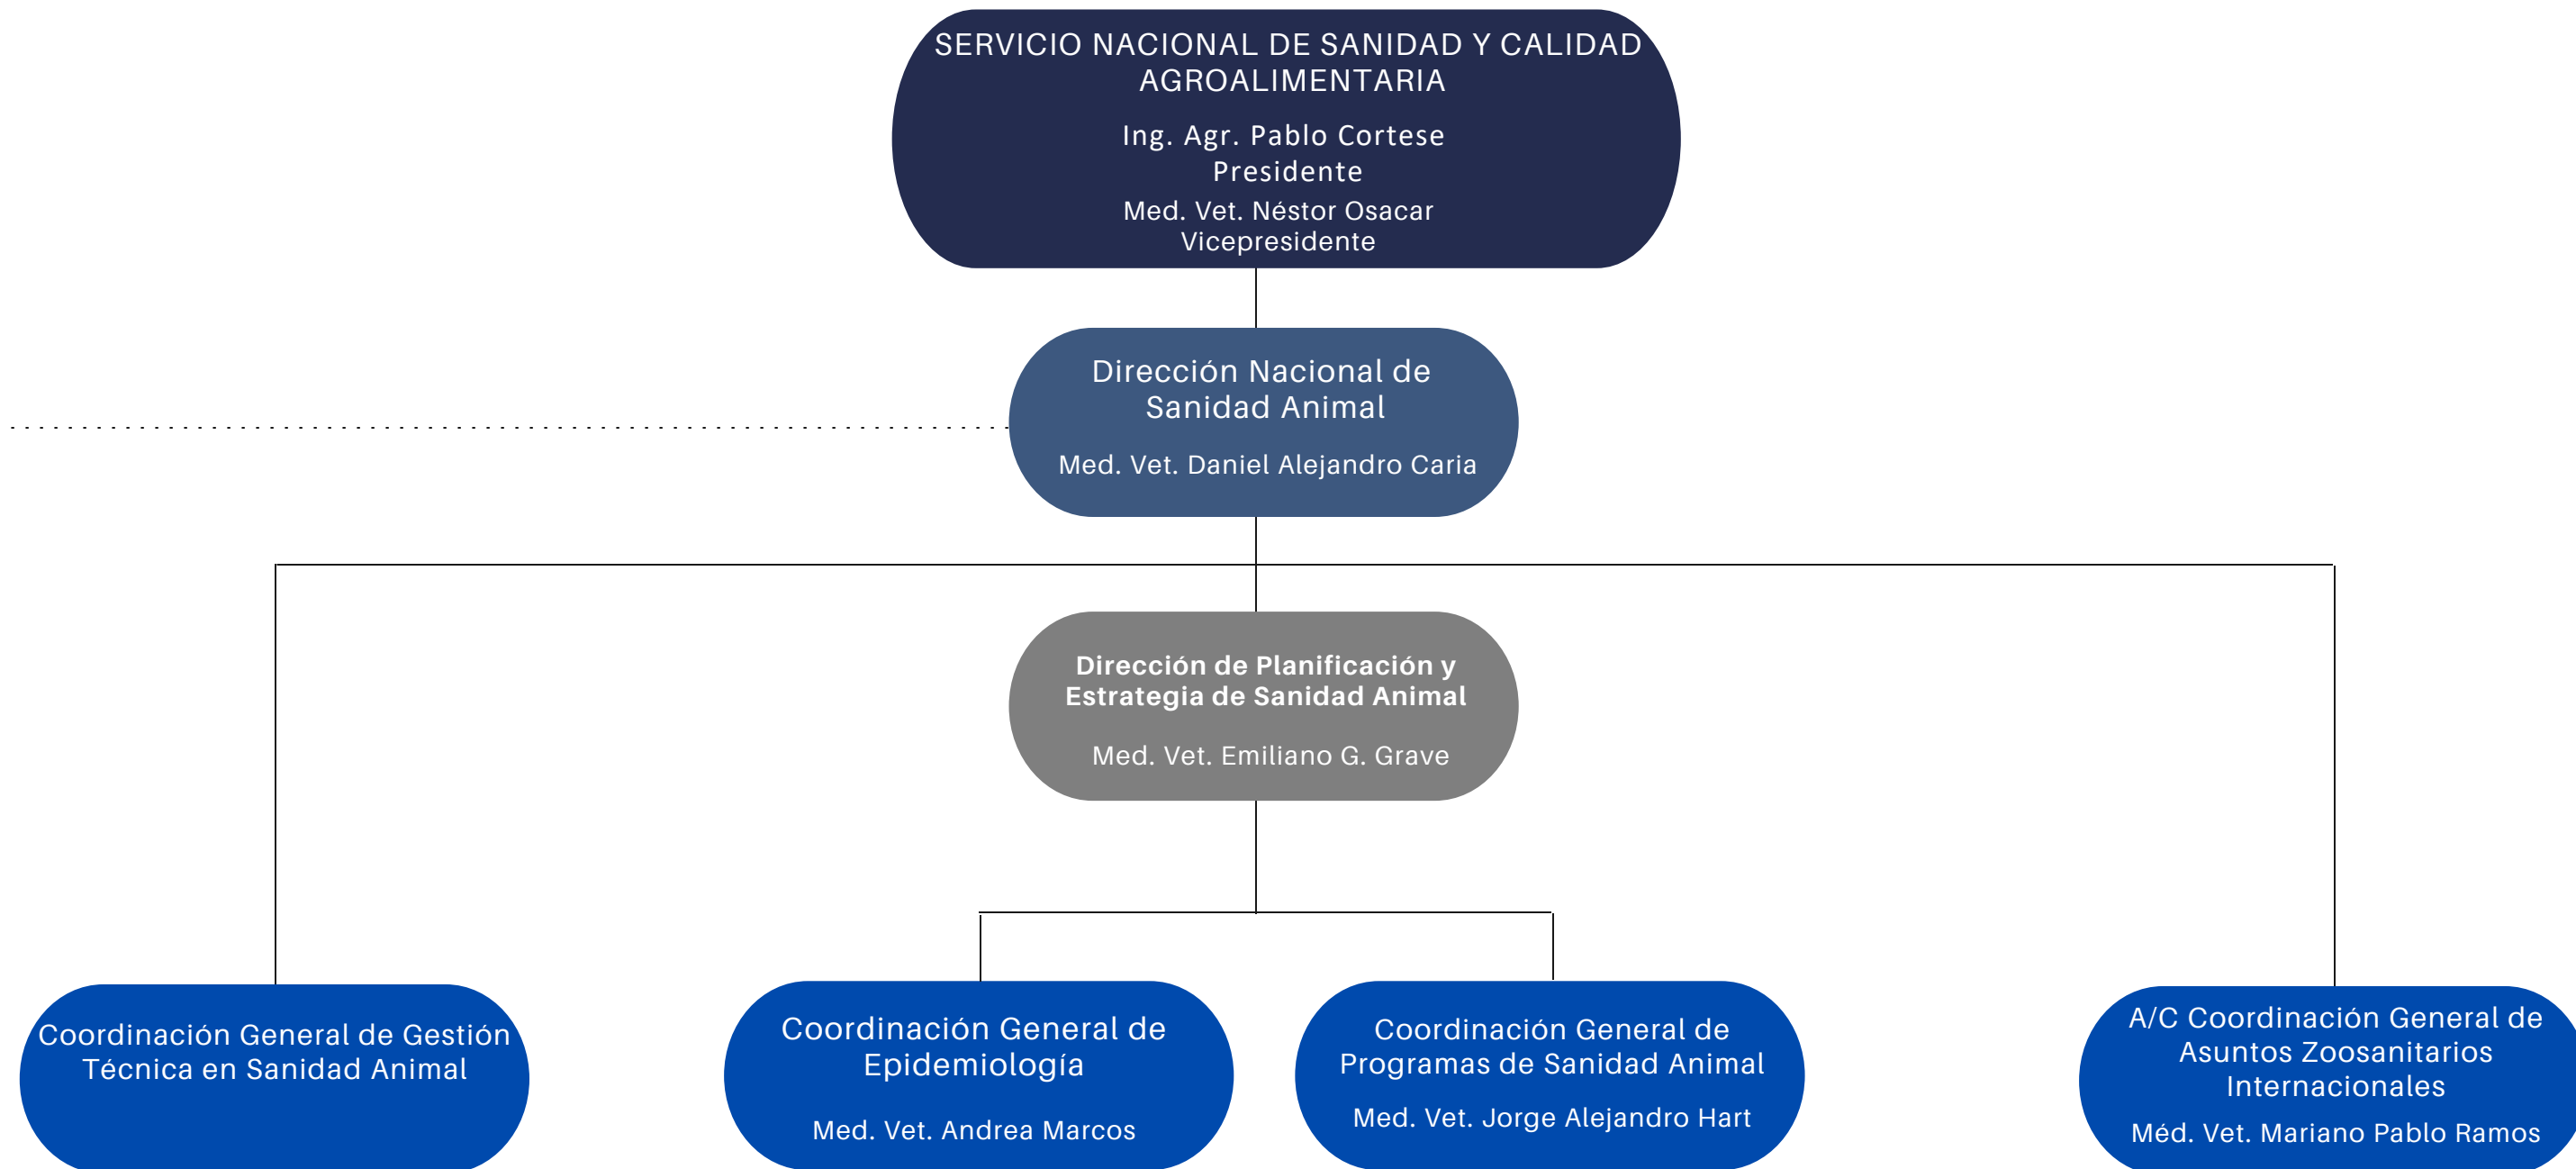 SERVICIO NACIONAL DE SANIDAD Y CALIDAD
AGROALIMENTARIA
Ing. Agr. Pablo Cortese
Presidente
Med. Vet. Néstor Osacar
Vicepresidente
Dirección Nacional de
Sanidad Animal
Med. Vet. Daniel Alejandro Caria
Dirección de Planificación y
Estrategia de Sanidad Animal
Med. Vet. Emiliano G. Grave
Coordinación General de Gestión
Técnica en Sanidad Animal
Coordinación General de
Epidemiología
Med. Vet. Andrea Marcos
Coordinación General de
Programas de Sanidad Animal
Med. Vet. Jorge Alejandro Hart
A/C Coordinación General de
Asuntos Zoosanitarios
Internacionales
Méd. Vet. Mariano Pablo Ramos